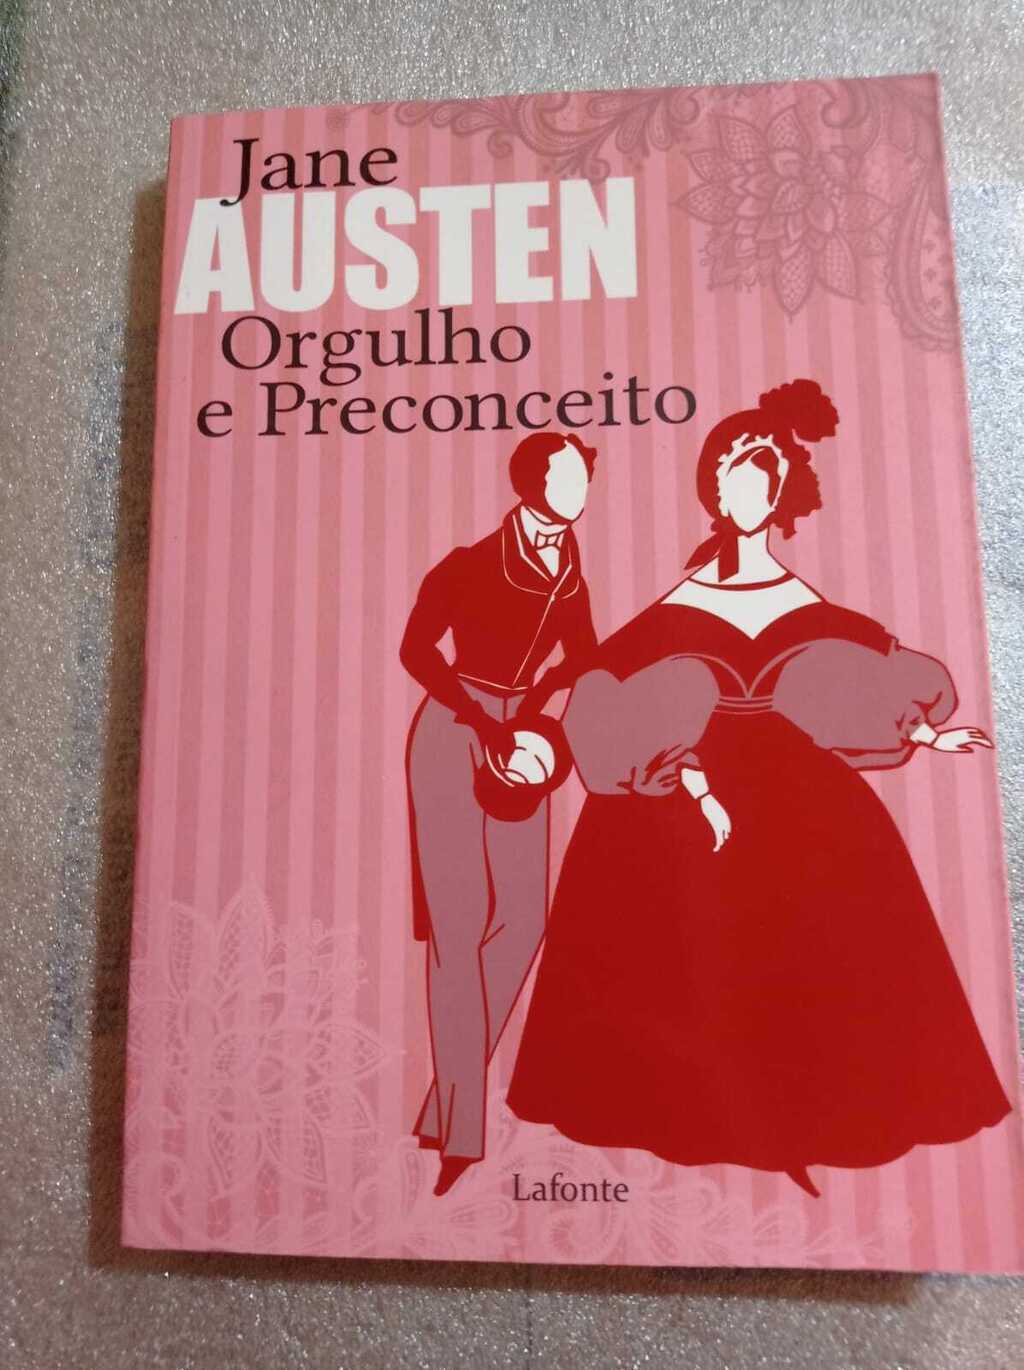 Jane
AUSTEN
Orgulho
e Preconceito
Lafonte